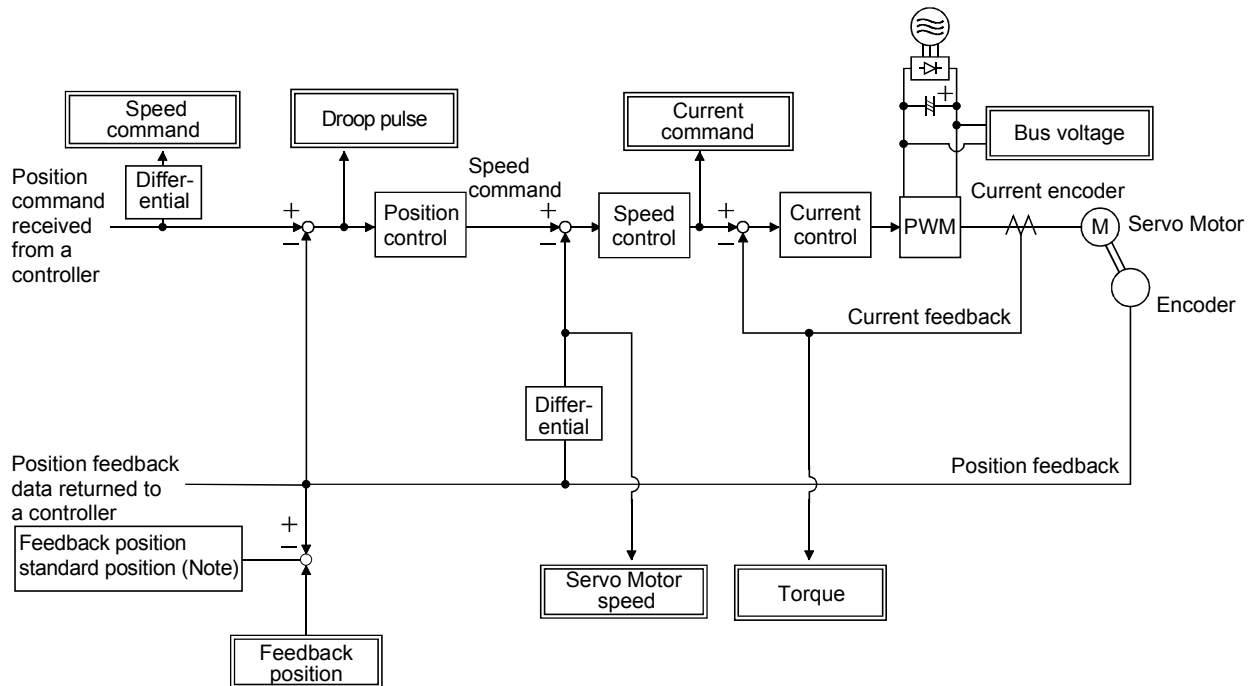 Speed
command
Droop pulse
Current
command
Bus voltage
Position
command
received
from a
controller
Differ-
ential
+
−
Position
control
Speed
command
+
−
Speed
control
+
−
Current
control
PWM
+
Current encoder
M
Servo Motor
Encoder
Current feedback
Differ-
ential
Position feedback
data returned to
a controller
Position feedback
+
−
Feedback position
standard position (Note)
Servo Motor
speed
Torque
Feedback
position